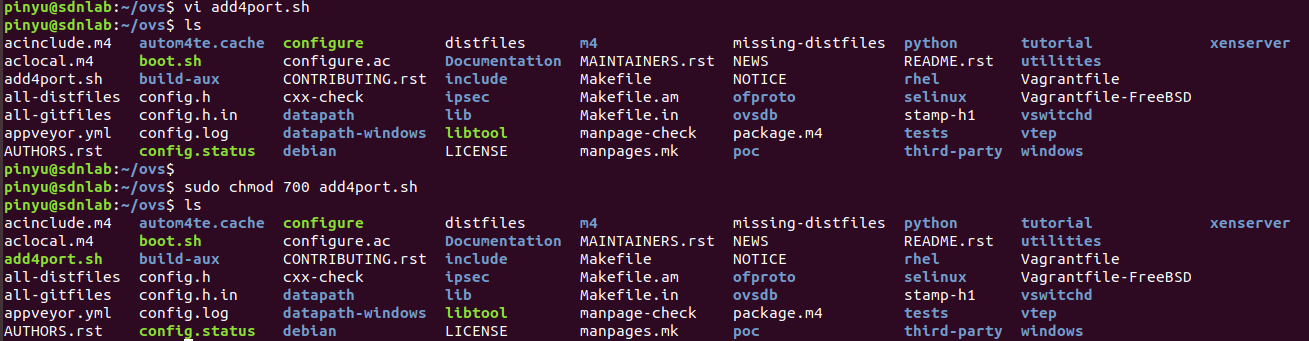 pinyu@sdnlab:~/ovs$ vi add4port.sh
pinyu@sdnlab:~/ovs$ ls
acinclude.m4 autom4te.cache configure distfiles m4 missing-distfiles python tutorial xenserver
aclocal.m4 boot.sh configure.ac Documentation MAINTAINERS.rst NEWS README.rst utilities
add4port.sh build-aux CONTRIBUTING.rst include Makefile NOTICE rhel Vagrantfile
all-distfiles config.h cxx-check ipsec Makefile.am ofproto selinux Vagrantfile-FreeBSD
all-gitfiles config.h.in datapath lib Makefile.in ovsdb stamp-h1 vswitchd
appveyor.yml config.log datapath-windows libtool manpage-check package.m4 tests vtep
AUTHORS.rst config.status debian LICENSE manpages.mk poc third-party windows
pinyu@sdnlab:~/ovs$
pinyu@sdnlab:~/ovs$ sudo chmod 700 add4port.sh
pinyu@sdnlab:~/ovs$ ls
acinclude.m4 autom4te.cache configure distfiles m4 missing-distfiles python tutorial xenserver
aclocal.m4 boot.sh configure.ac Documentation MAINTAINERS.rst NEWS README.rst utilities
add4port.sh build-aux CONTRIBUTING.rst include Makefile NOTICE rhel Vagrantfile
all-distfiles config.h cxx-check ipsec Makefile.am ofproto selinux Vagrantfile-FreeBSD
all-gitfiles config.h.in datapath lib Makefile.in ovsdb stamp-h1 vswitchd
appveyor.yml config.log datapath-windows libtool manpage-check package.m4 tests vtep
AUTHORS.rst config.status debian LICENSE manpages.mk poc third-party windows